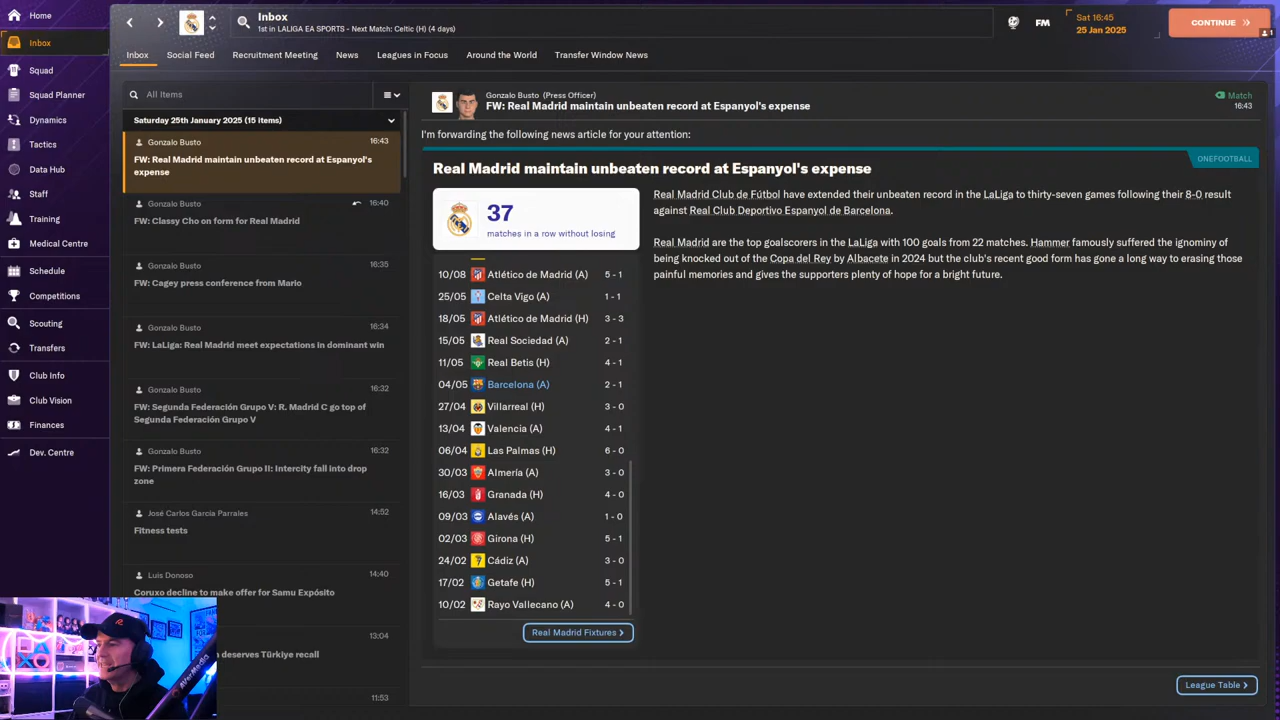 Home
Inbox
Squad
Squad Planner
Dynamics
Tactics
Data Hub
Staff
Training
Medical Centre
Schedule
Competitions
Scouting
Transfers
Club Info
Club Vision
Finances
Dev. Centre
Inbox
1st in LALIGA EA SPORTS - Next Match: Celtic (H) (4 days)
FM
Sat 16:45
25 Jan 2025
CONTINUE
1
Inbox Social Feed Recruitment Meeting News Leagues in Focus Around the World Transfer Window News
All Items
Saturday 25th January 2025 (15 items)
Gonzalo Busto 16:43
FW: Real Madrid maintain unbeaten record at Espanyol's
expense
Gonzalo Busto 16:40
FW: Classy Cho on form for Real Madrid
Gonzalo Busto 16:35
FW: Cagey press conference from Mario
Gonzalo Busto 16:34
FW: LaLiga: Real Madrid meet expectations in dominant win
Gonzalo Busto 16:32
FW: Segunda Federación Grupo V: R. Madrid C go top of
Segunda Federación Grupo V
Gonzalo Busto 16:32
FW: Primera Federación Grupo II: Intercity fall into drop
zone
José Carlos García Parrales 14:52
Fitness tests
Luis Donoso 14:40
Coruxo decline to make offer for Samu Expósito
13:04
deserves Türkiye recall
11:53
Gonzalo Busto (Press Officer)
FW: Real Madrid maintain unbeaten record at Espanyol's expense
Match
16:43
I'm forwarding the following news article for your attention:
ONEFOOTBALL
Real Madrid maintain unbeaten record at Espanyol's expense
37
matches in a row without losing
10/08 Atlético de Madrid (A) 5 - 1
25/05 Celta Vigo (A) 1 - 1
18/05 Atlético de Madrid (H) 3 - 3
15/05 Real Sociedad (A) 2 - 1
11/05 Real Betis (H) 4 - 1
04/05 Barcelona (A) 2 - 1
27/04 Villarreal (H) 3 - 0
13/04 Valencia (A) 4 - 1
06/04 Las Palmas (H) 6 - 0
30/03 Almería (A) 3 - 0
16/03 Granada (H) 4 - 0
09/03 Alavés (A) 1 - 0
02/03 Girona (H) 5 - 1
24/02 Cádiz (A) 3 - 0
17/02 Getafe (H) 5 - 1
10/02 Rayo Vallecano (A) 4 - 0
Real Madrid Fixtures
Real Madrid Club de Fútbol have extended their unbeaten record in the LaLiga to thirty-seven games following their 8-0 result
against Real Club Deportivo Espanyol de Barcelona.
Real Madrid are the top goalscorers in the LaLiga with 100 goals from 22 matches. Hammer famously suffered the ignominy of
being knocked out of the Copa del Rey by Albacete in 2024 but the club's recent good form has gone a long way to erasing those
painful memories and gives the supporters plenty of hope for a bright future.
League Table
#AVerMedia